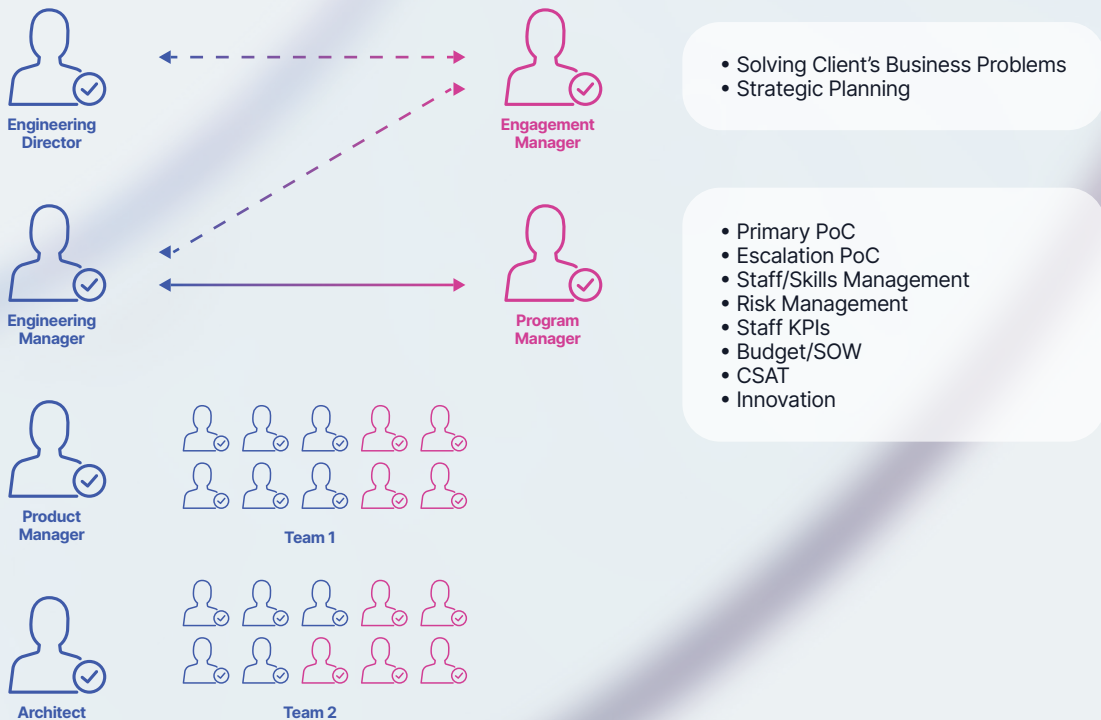 Engineering
Director
Engagement
Manager
• Solving Client's Business Problems
• Strategic Planning
Engineering
Manager
Program
Manager
• Primary PoC
• Escalation PoC
• Staff/Skills Management
• Risk Management
• Staff KPIs
• Budget/SOW
• CSAT
• Innovation
Product
Manager
Team 1
Architect
Team 2